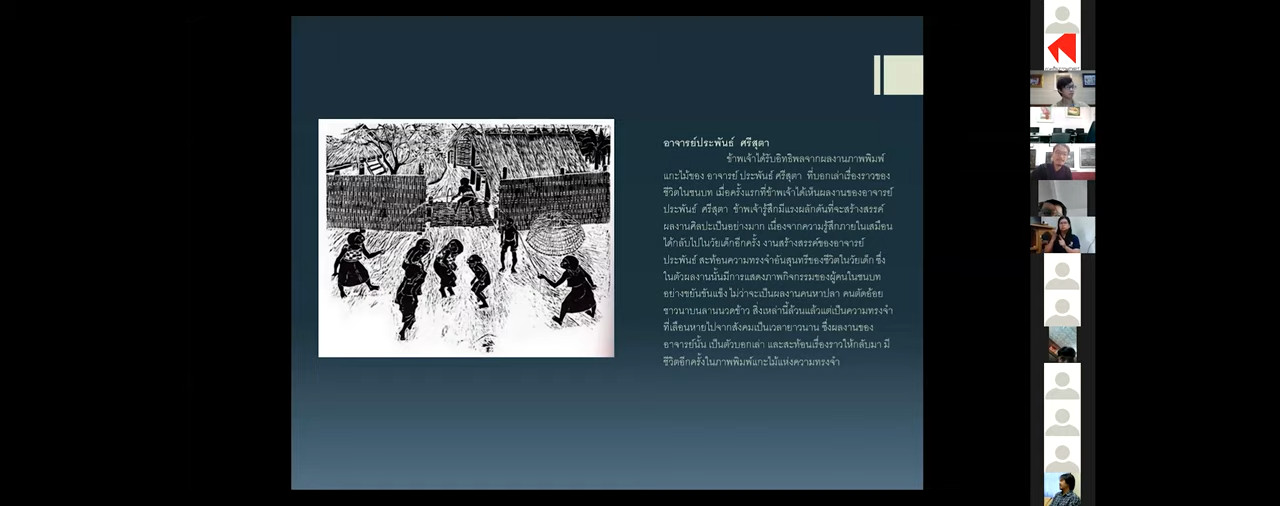 อาจารย์ประพันธ์ ศรีสุตา
ข้าพเจ้าได้รับอิทธิพลจากผลงานภาพพิมพ์
แกะไม้ของ อาจารย์ ประพันธ์ ศรีสุตา ที่บอกเล่าเรื่องราวของ
ชีวิตในชนบท เมื่อครั้งแรกที่ข้าพเจ้าได้เห็นผลงานของอาจารย์
ประพันธ์ ศรีสุตา ข้าพเจ้ารู้สึกมีแรงผลักดันที่จะสร้างสรรค์
ผลงานศิลปะเป็นอย่างมาก เนื่องจากความรู้สึกภายในเสมือน
ได้กลับไปในวัยเด็กอีกครั้ง งานสร้างสรรค์ของอาจารย์
ประพันธ์ สะท้อนความทรงจำอันสุนทรีของชีวิตในวัยเด็ก ซึ่ง
ในตัวผลงานนั้นมีการแสดงภาพกิจกรรมของผู้คนในชนบท
อย่างขยันขันแข็ง ไม่ว่าจะเป็นผลงานคนหาปลา คนตัดอ้อย
ชาวนาบนลานนวดข้าว สิ่งเหล่านี้ล้วนแล้วแต่เป็นความทรงจำ
ที่เลือนหายไปจากสังคมเป็นเวลายาวนาน ซึ่งผลงานของ
อาจารย์นั้น เป็นตัวบอกเล่า และสะท้อนเรื่องราวให้กลับมา มี
ชีวิตอีกครั้งในภาพพิมพ์แกะไม้แห่งความทรงจำ